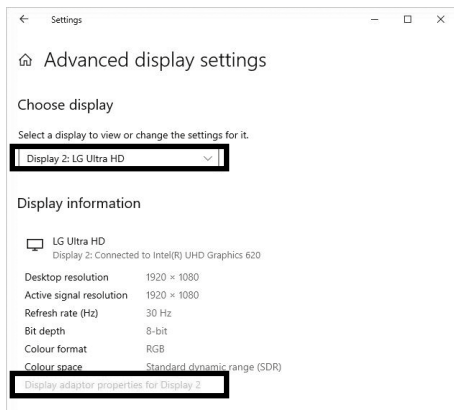 Settings
Advanced display settings
Choose display
Select a display to view or change the settings for it.
Display 2: LG Ultra HD
Display information
LG Ultra HD
Display 2: Connected to Intel(R) UHD Graphics 620
Desktop resolution 1920 × 1080
Active signal resolution 1920 × 1080
Refresh rate (Hz) 30 Hz
Bit depth 8-bit
Colour format RGB
Colour space Standard dynamic range (SDR)
Display adaptor properties for Display 2